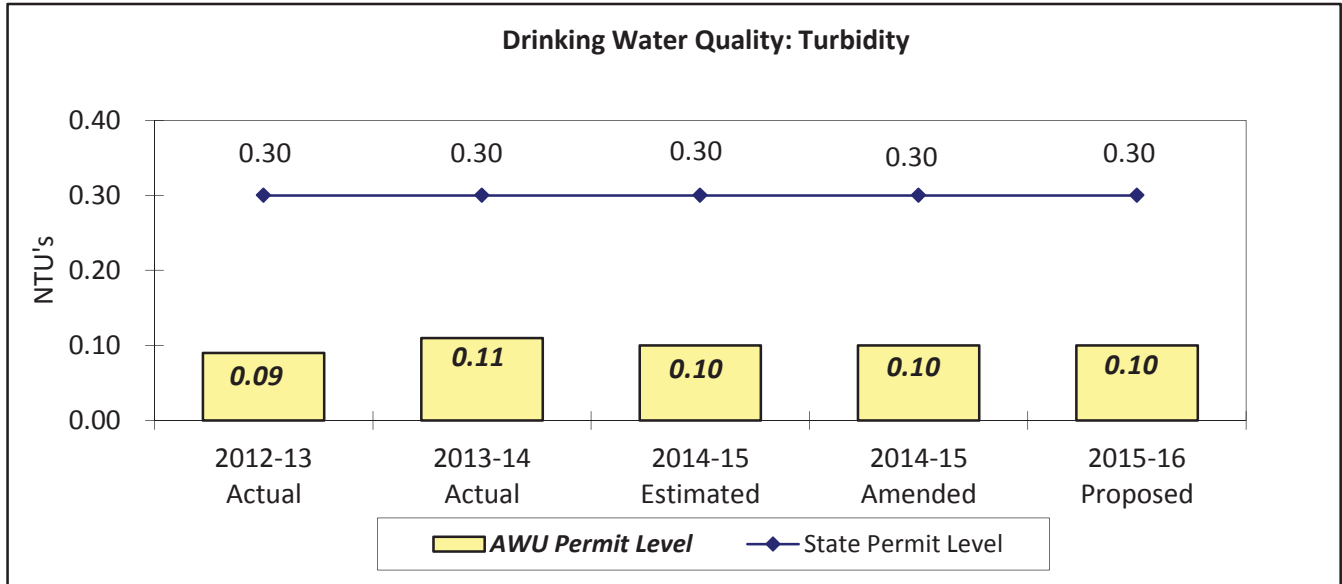 Drinking Water Quality: Turbidity
0.40
0.30 0.30 0.30 0.30 0.30
0.30
NTU's
0.20
0.10
0.09 0.11 0.10 0.10 0.10
0.00
2012-13 2013-14 2014-15 2014-15 2015-16
Actual Actual Estimated Amended Proposed
AWU Permit Level State Permit Level